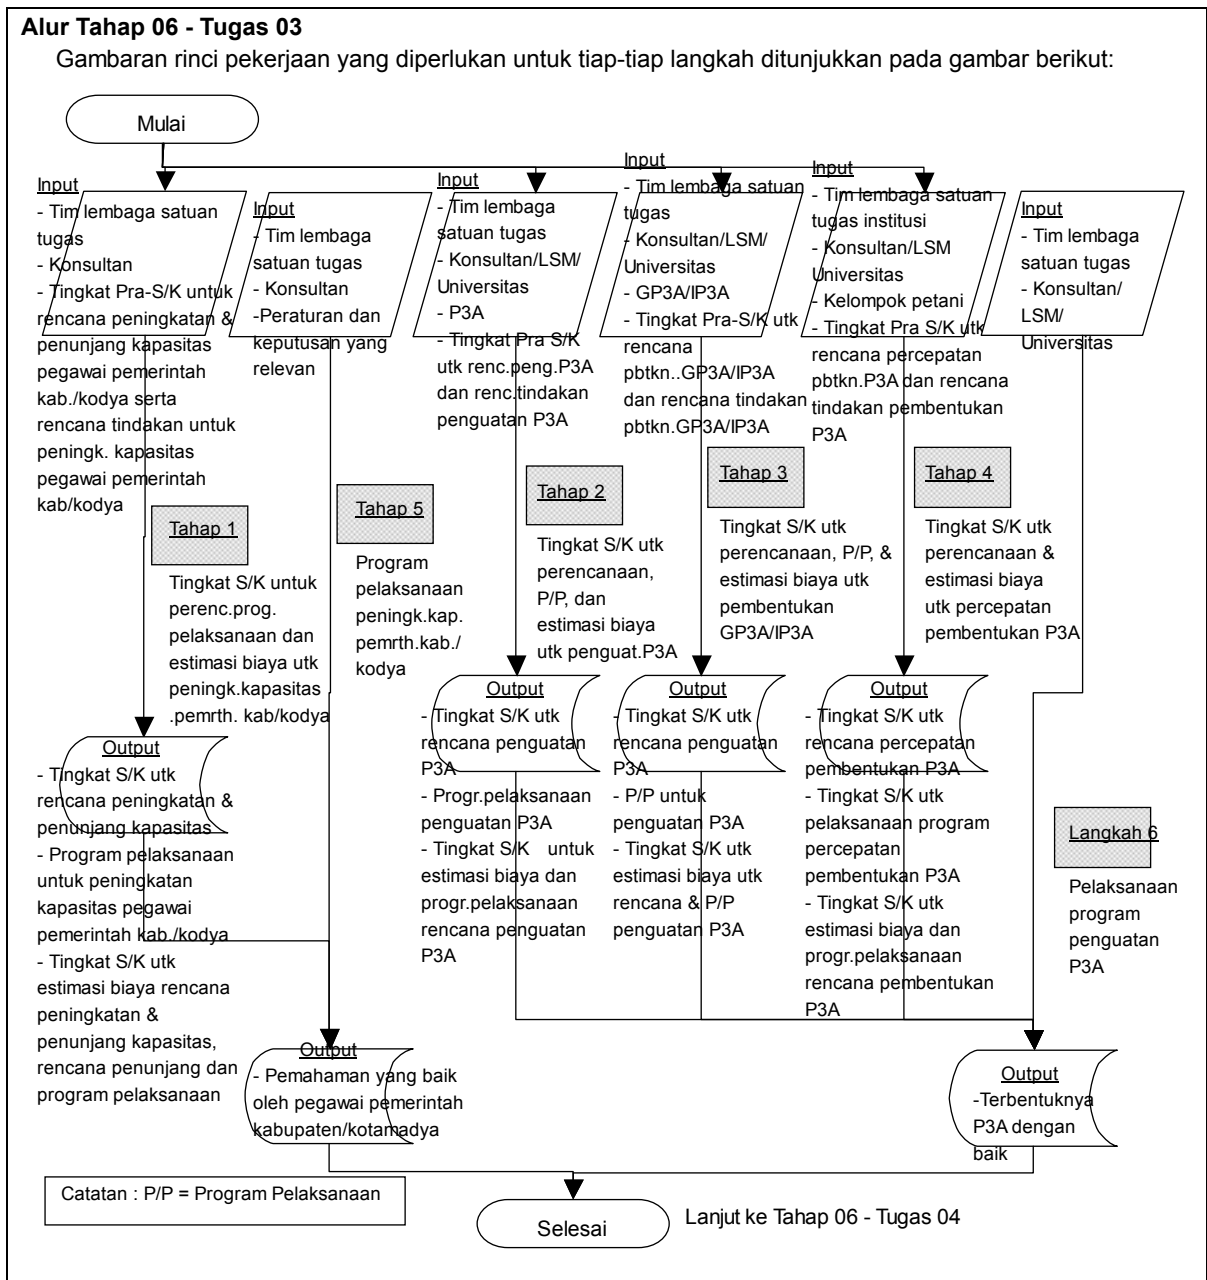 Alur Tahap 06 - Tugas 03
Gambaran rinci pekerjaan yang diperlukan untuk tiap-tiap langkah ditunjukkan pada gambar berikut:
Mulai
Input
- Tim lembaga satuan
tugas
- Konsultan
- Tingkat Pra-S/K untuk
rencana peningkatan &
penunjang kapasitas
pegawai pemerintah
kab./kodya serta
rencana tindakan untuk
peningk. kapasitas
pegawai pemerintah
kab/kodya
Input
- Tim lembaga
satuan tugas
- Konsultan
-Peraturan dan
keputusan yang
relevan
Input
- Tim lembaga
satuan tugas
- Konsultan/LSM/
Universitas
- P3A
- Tingkat Pra S/K
utk renc.peng.P3A
dan renc.tindakan
penguatan P3A
Input
- Tim lembaga satuan
tugas
- Konsultan/LSM/
Universitas
- GP3A/IP3A
- Tingkat Pra-S/K utk
rencana
pbtkn..GP3A/IP3A
dan rencana tindakan
pbtkn.GP3A/IP3A
Input
- Tim lembaga satuan
tugas institusi
- Konsultan/LSM
Universitas
- Kelompok petani
- Tingkat Pra S/K utk
rencana percepatan
pbtkn.P3A dan rencana
tindakan pembentukan
P3A
Input
- Tim lembaga
satuan tugas
- Konsultan/
LSM/
Universitas
Tahap 1
Tingkat S/K untuk
perenc.prog.
pelaksanaan dan
estimasi biaya utk
peningk.kapasitas
.pemrth. kab/kodya
Tahap 5
Program
pelaksanaan
peningk.kap.
pemrth.kab./
kodya
Tahap 2
Tingkat S/K utk
perencanaan,
P/P, dan
estimasi biaya
utk penguat.P3A
Tahap 3
Tingkat S/K utk
perencanaan, P/P, &
estimasi biaya utk
pembentukan
GP3A/IP3A
Tahap 4
Tingkat S/K utk
perencanaan &
estimasi biaya
utk percepatan
pembentukan P3A
Output
- Tingkat S/K utk
rencana peningkatan &
penunjang kapasitas
- Program pelaksanaan
untuk peningkatan
kapasitas pegawai
pemerintah kab./kodya
- Tingkat S/K utk
estimasi biaya rencana
peningkatan &
penunjang kapasitas,
rencana penunjang dan
program pelaksanaan
Output
- Tingkat S/K utk
rencana penguatan
P3A
- Progr.pelaksanaan
penguatan P3A
- Tingkat S/K untuk
estimasi biaya dan
progr.pelaksanaan
rencana penguatan
P3A
Output
- Tingkat S/K utk
rencana penguatan
P3A
- P/P untuk
penguatan P3A
- Tingkat S/K utk
estimasi biaya utk
rencana & P/P
penguatan P3A
Output
- Tingkat S/K utk
rencana percepatan
pembentukan P3A
- Tingkat S/K utk
pelaksanaan program
percepatan
pembentukan P3A
- Tingkat S/K utk
estimasi biaya dan
progr.pelaksanaan
rencana pembentukan
P3A
Langkah 6
Pelaksanaan
program
penguatan
P3A
Output
- Pemahaman yang baik
oleh pegawai pemerintah
kabupaten/kotamadya
Output
-Terbentuknya
P3A dengan
baik
Catatan : P/P = Program Pelaksanaan
Selesai
Lanjut ke Tahap 06 - Tugas 04